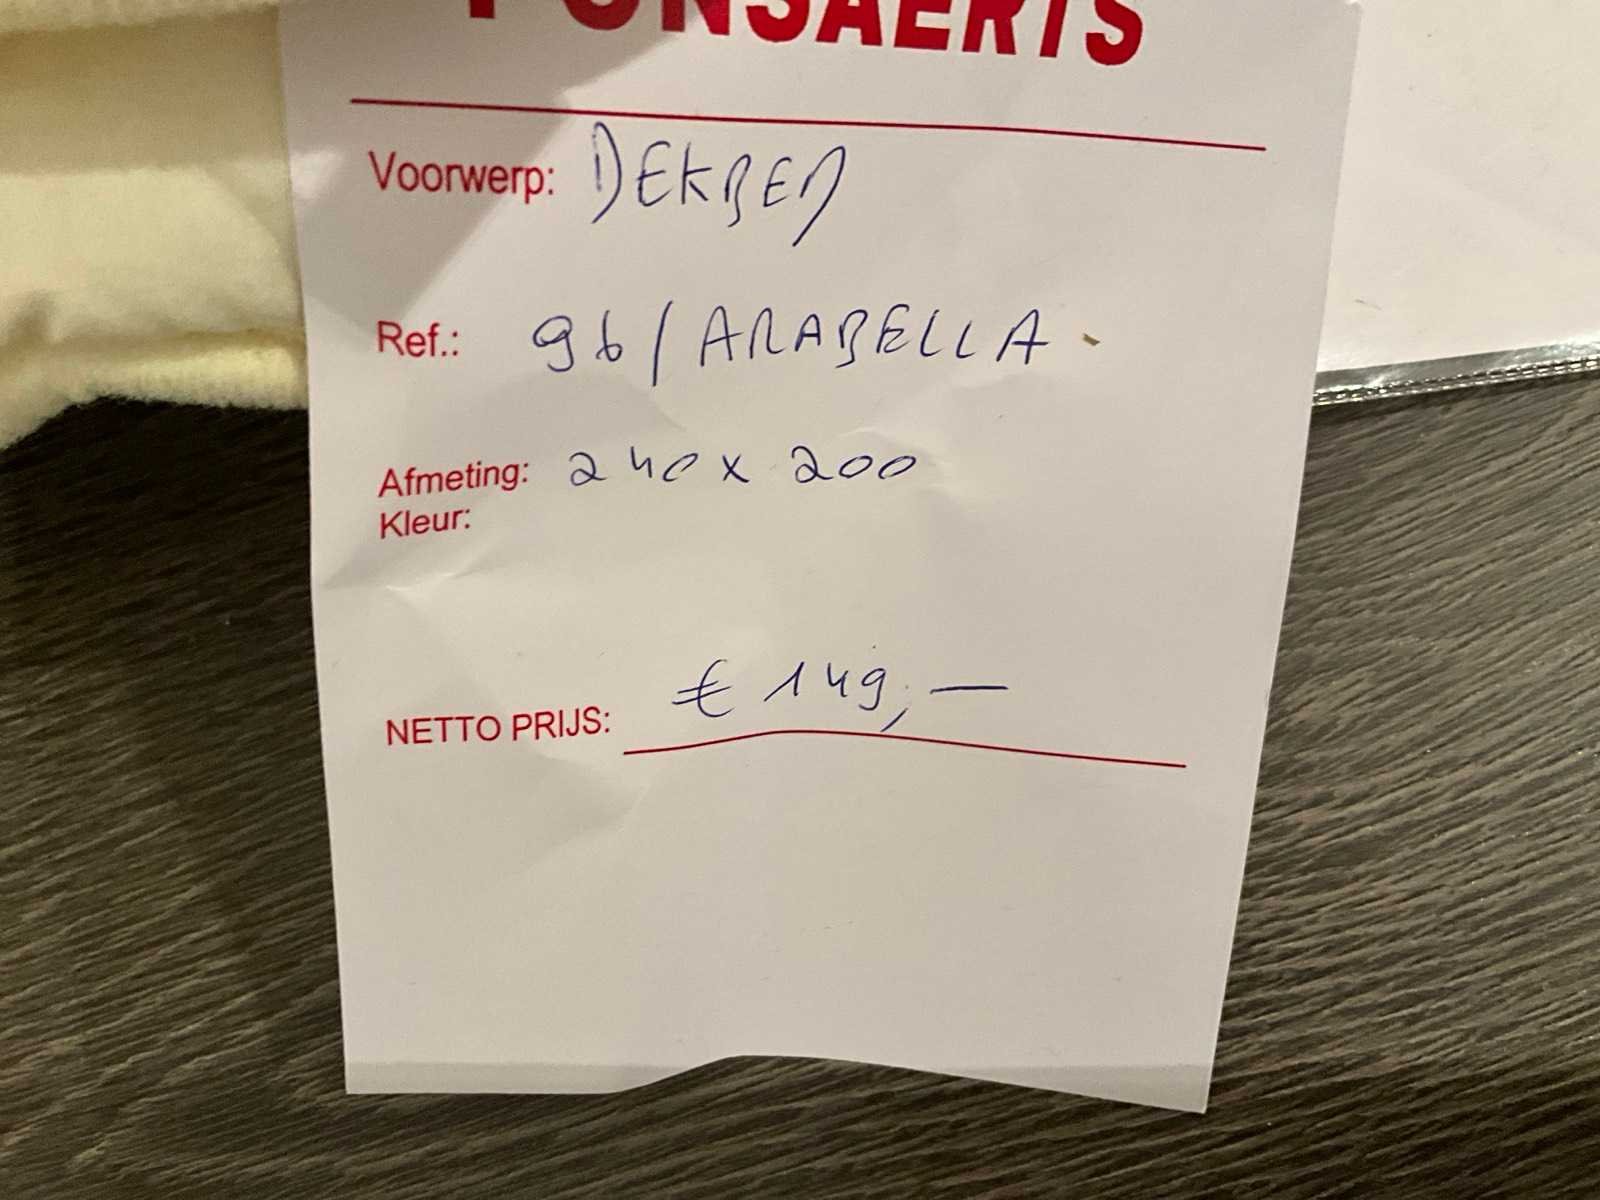 PONSAERTS
Voorwerp: DEKBED
Ref.: 96/ARABELLA
Afmeting: 240 x 200
Kleur:
NETTO PRIJS: € 149,—